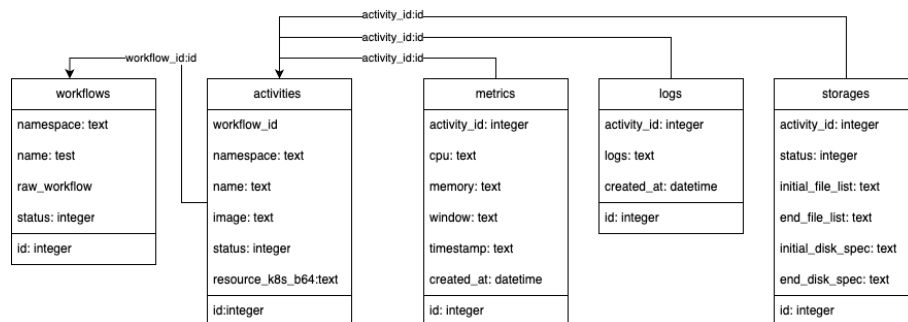 activity_id:id
activity_id:id
workflow_id:id
activity_id:id
workflows
namespace: text
name: test
raw_workflow
status: integer
id: integer
activities
workflow_id
namespace: text
name: text
image: text
status: integer
resource_k8s_b64:text
id:integer
metrics
activity_id: integer
cpu: text
memory: text
window: text
timestamp: text
created_at: datetime
id: integer
logs
activity_id: integer
logs: text
created_at: datetime
id: integer
storages
activity_id: integer
status: integer
initial_file_list: text
end_file_list: text
initial_disk_spec: text
end_disk_spec: text
id: integer